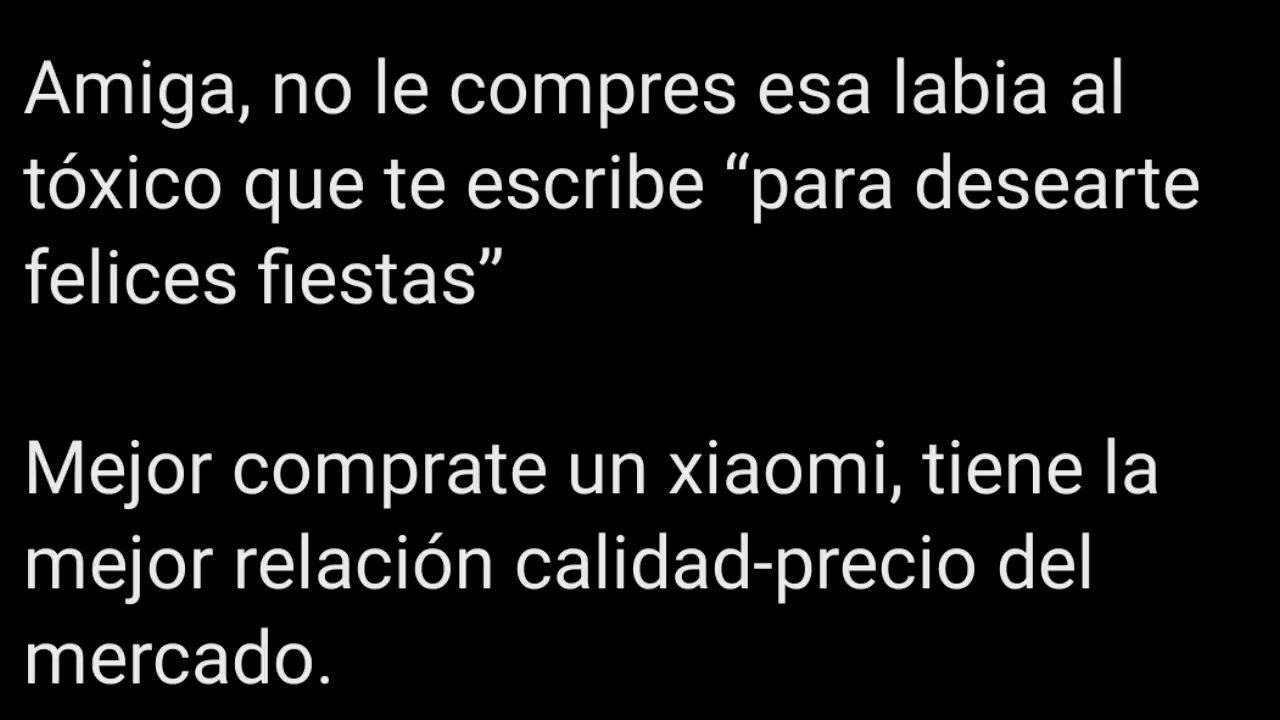 Amiga, no le compres esa labia al
tóxico que te escribe “para desearte
felices fiestas”
Mejor comprate un xiaomi, tiene la
mejor relación calidad-precio del
mercado.